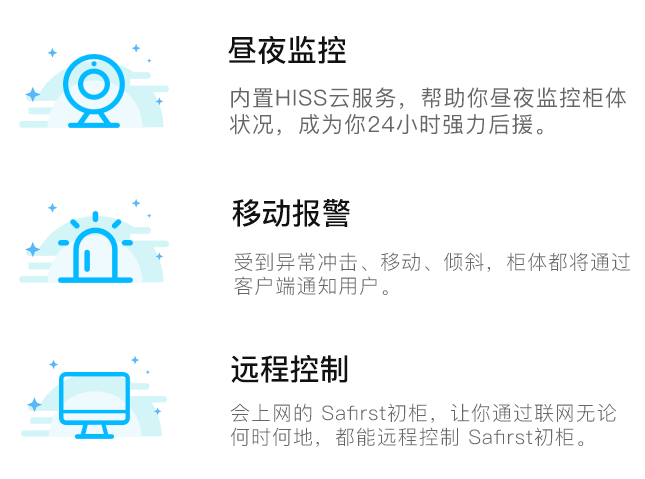 昼夜监控
内置HISS云服务，帮助你昼夜监控柜体
状况，成为你24小时强力后援。
移动报警
受到异常冲击、移动、倾斜，柜体都将通过
客户端通知用户。
远程控制
会上网的 Safirst初柜，让你通过联网无论
何时何地，都能远程控制 Safirst初柜。